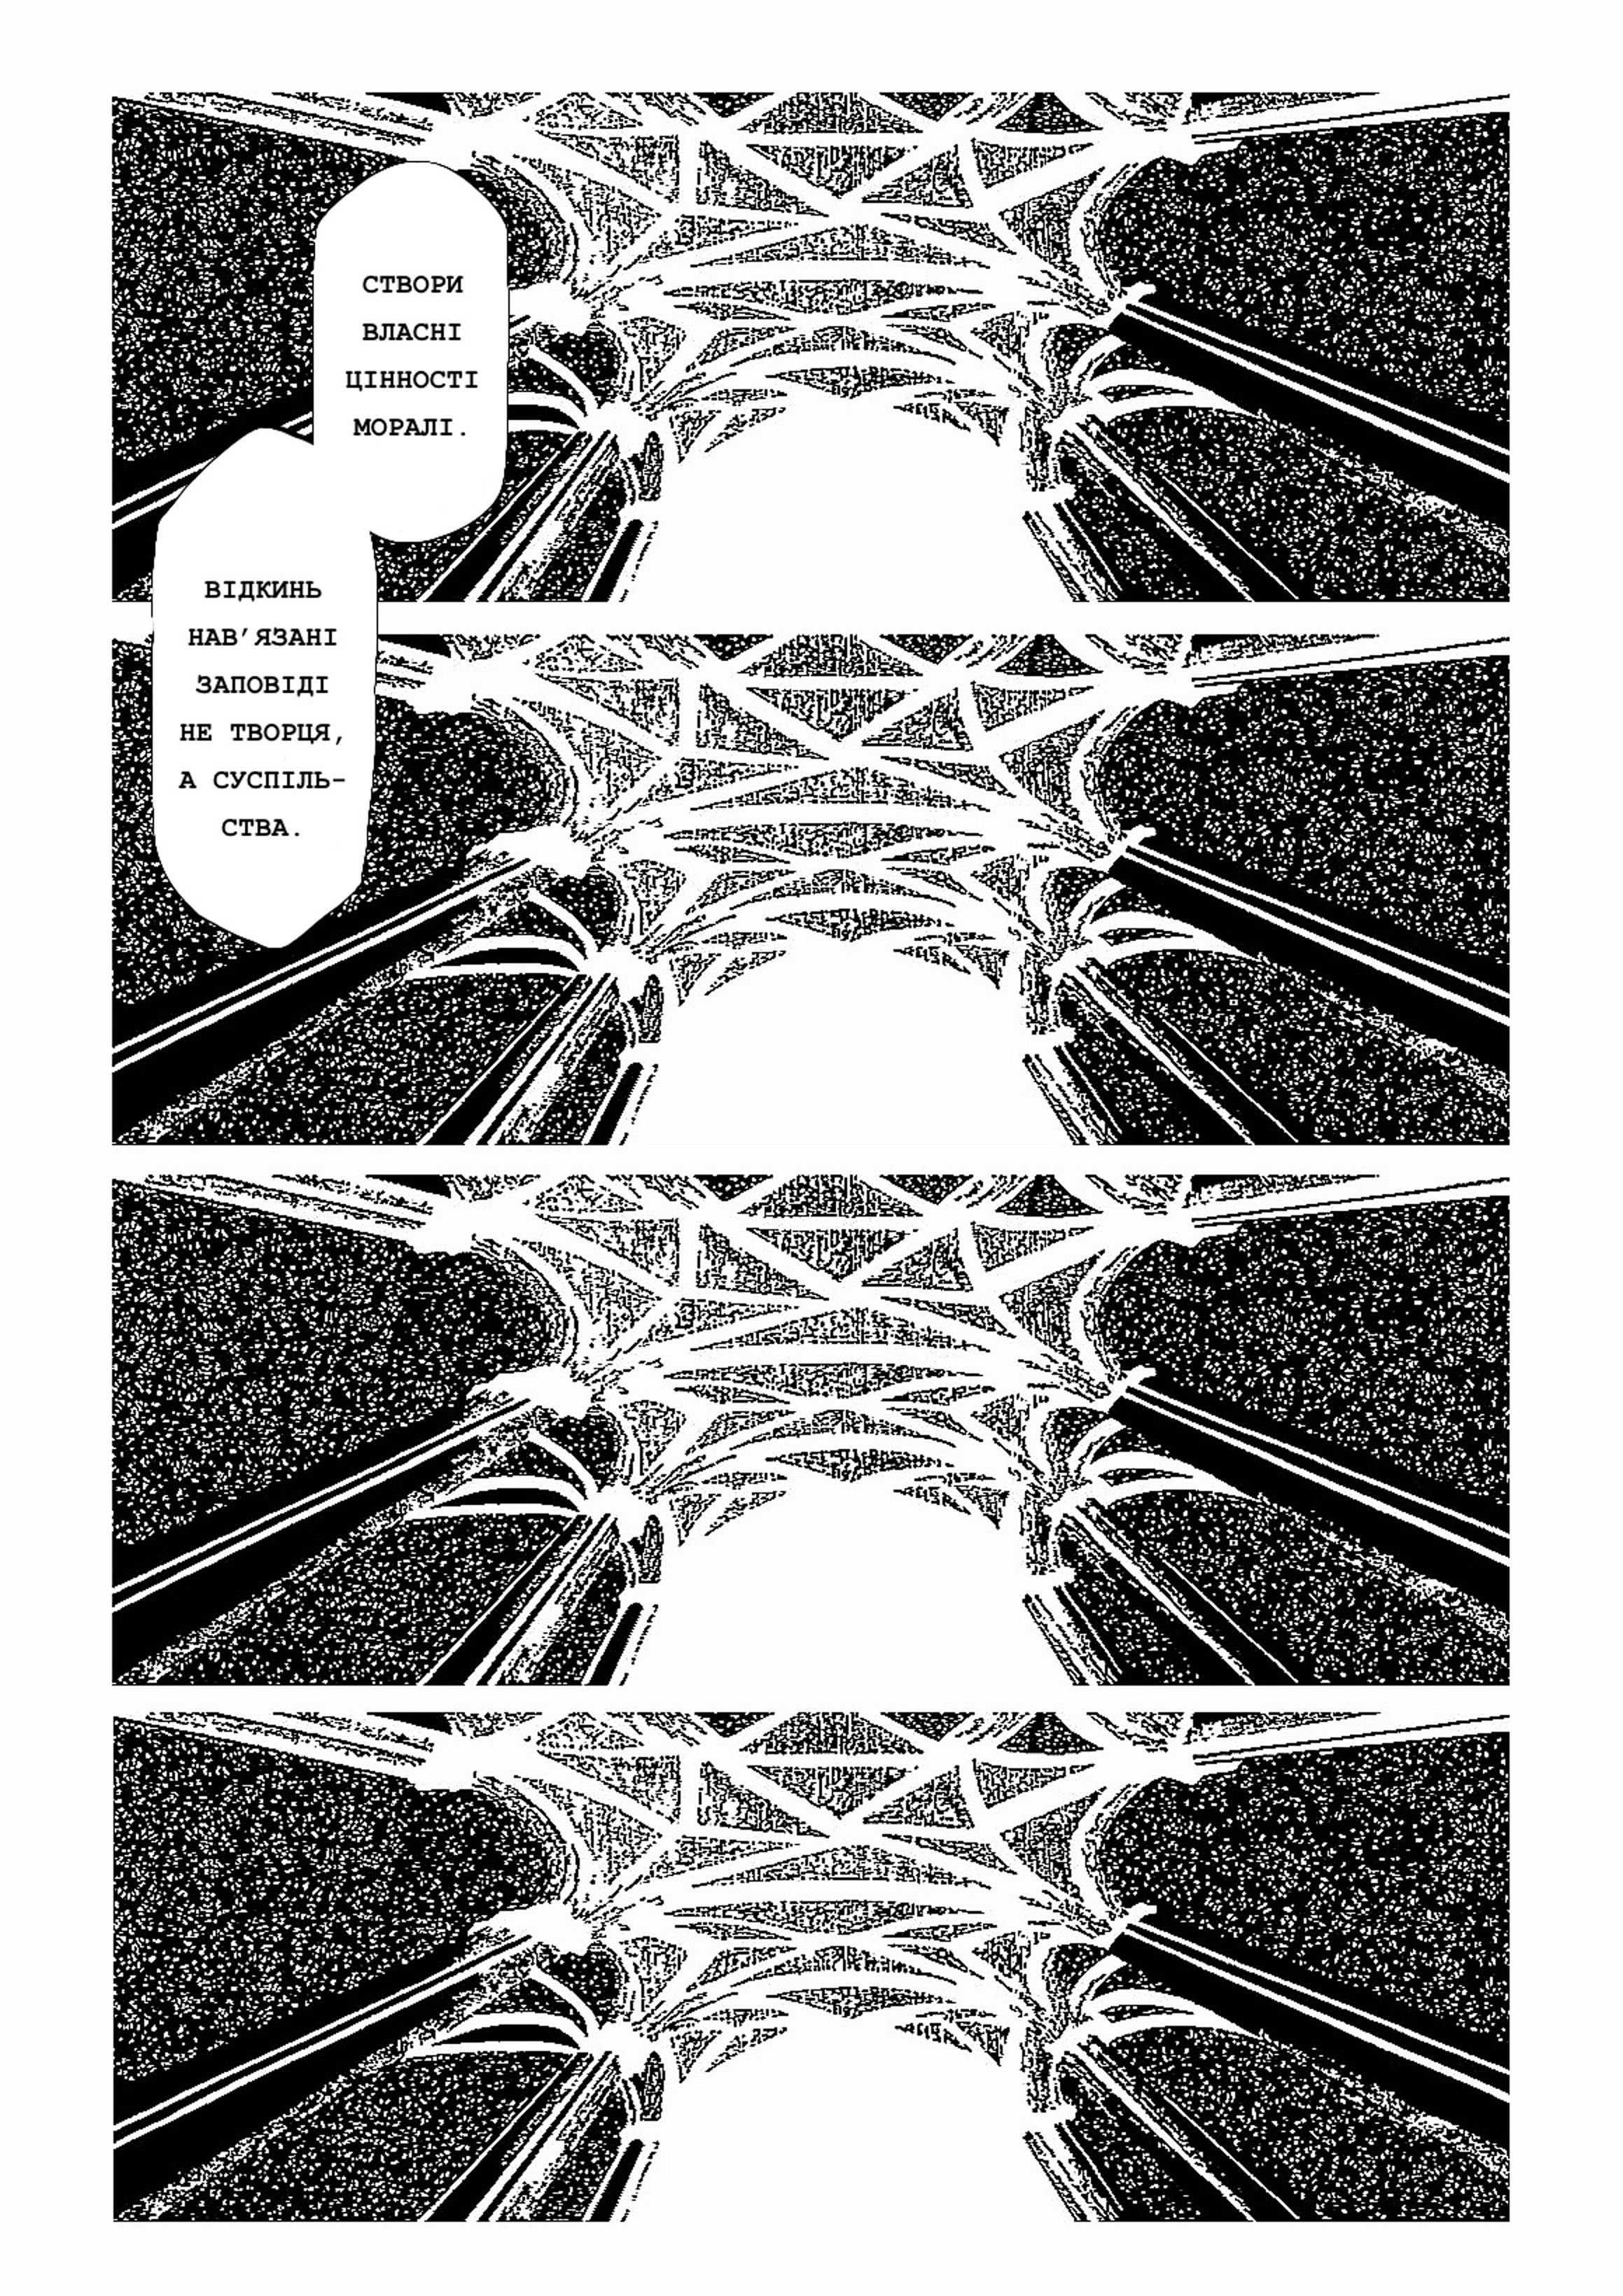 СТВОРИ
ВЛАСНІ
ЦІННОСТІ
МОРАЛІ.
ВІДКИНЬ
НАВ’ЯЗАНІ
ЗАПОВІДІ
НЕ ТВОРЦЯ,
А СУСПІЛЬ-
СТВА.